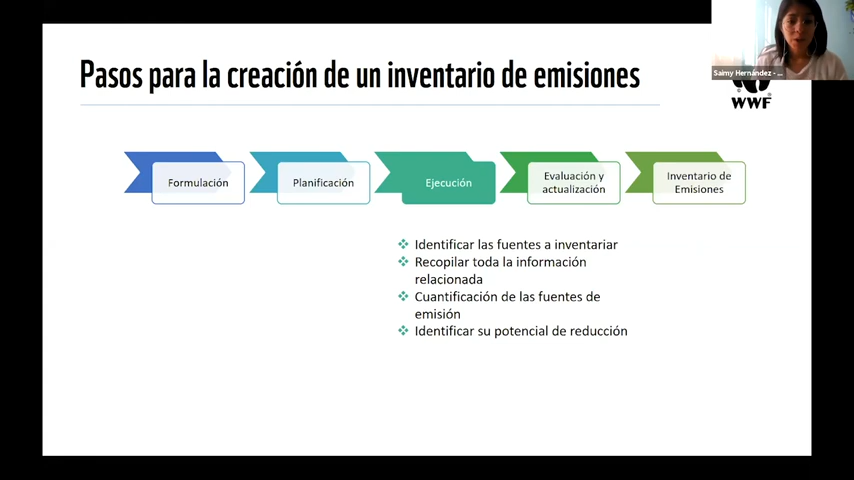 Saimy Hernández - ...
Pasos para la creación de un inventario de emisiones
WWF
Formulación
Planificación
Ejecución
Evaluación y
actualización
Inventario de
Emisiones
❖ Identificar las fuentes a inventariar
❖ Recopilar toda la información
relacionada
❖ Cuantificación de las fuentes de
emisión
❖ Identificar su potencial de reducción